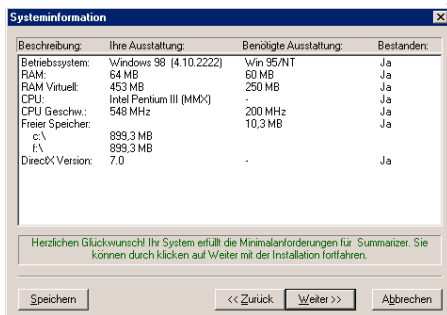 Systeminformation
Beschreibung: Ihre Ausstattung: Benötigte Ausstattung: Bestanden:
Betriebssystem: Windows 98 (4.10.2222) Win 95/NT Ja
RAM: 64 MB 60 MB Ja
RAM Virtuell: 453 MB 250 MB Ja
CPU: Intel Pentium III (MMX) - Ja
CPU Geschw.: 548 MHz 200 MHz Ja
Freier Speicher: 10,3 MB Ja
c:\ 899,3 MB
f:\ 899,3 MB
DirectX Version: 7.0 - Ja
Herzlichen Glückwunsch! Ihr System erfüllt die Minimalanforderungen für Summarizer. Sie
können durch klicken auf Weiter mit der Installation fortfahren.
Speichern << Zurück Weiter >> Abbrechen